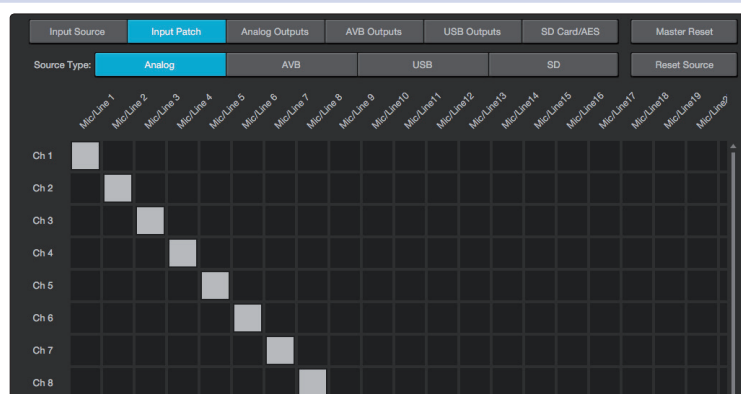 Input Source Input Patch Analog Outputs AVB Outputs USB Outputs SD Card/AES Master Reset
Source Type: Analog AVB USB SD Reset Source
Mic/Line 1 Mic/Line 2 Mic/Line 3 Mic/Line 4 Mic/Line 5 Mic/Line 6 Mic/Line 7 Mic/Line 8 Mic/Line 9 Mic/Line10 Mic/Line11 Mic/Line12 Mic/Line13 Mic/Line14 Mic/Line15 Mic/Line16 Mic/Line17 Mic/Line18 Mic/Line19
Ch 1
Ch 2
Ch 3
Ch 4
Ch 5
Ch 6
Ch 7
Ch 8